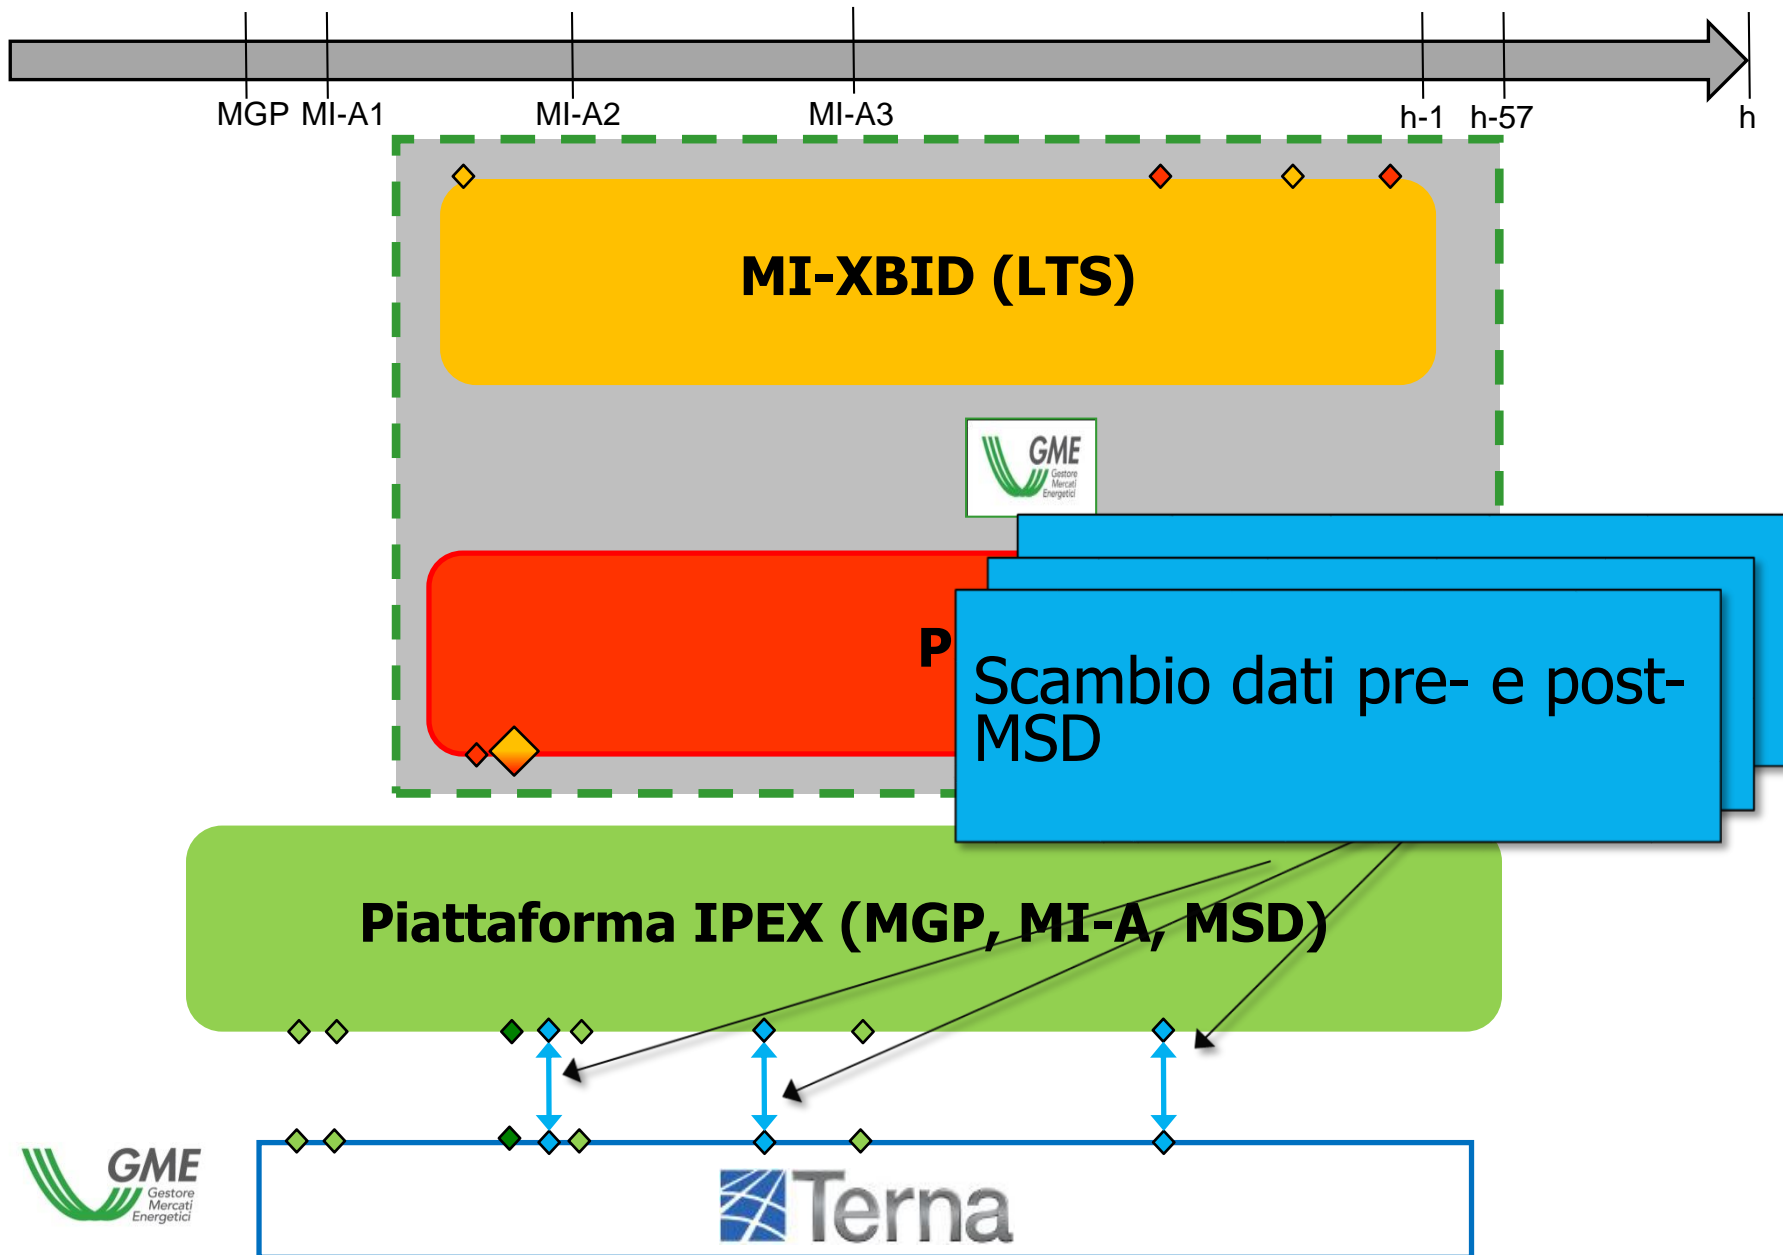 MGP MI-A1 MI-A2 MI-A3 h-1 h-57 h
MI-XBID (LTS)
GME
Gestore
Mercati
Energetici
P
Scambio dati pre- e post-
MSD
Piattaforma IPEX (MGP, MI-A, MSD)
GME
Gestore
Mercati
Energetici
Terna